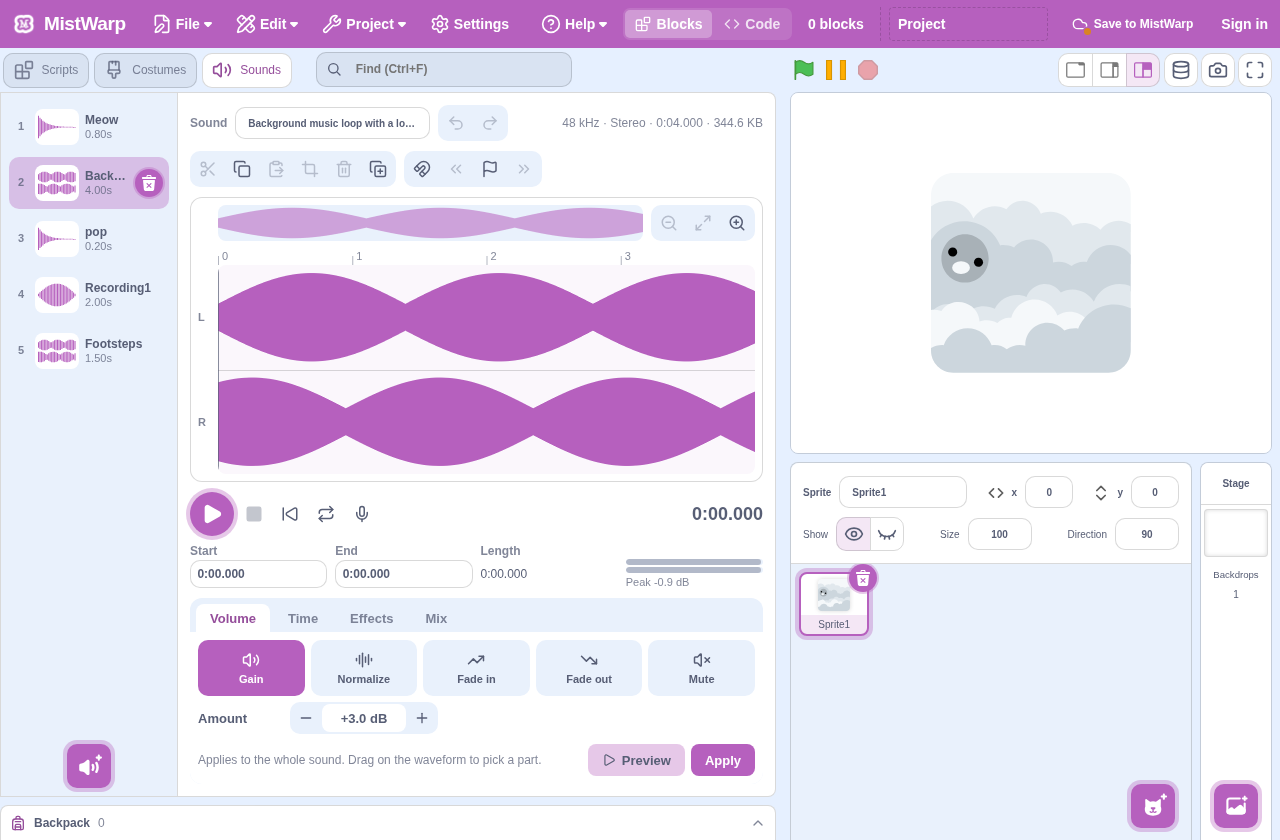 MistWarp File Edit Project Settings Help Blocks Code 0 blocks Project Save to MistWarp Sign in
Scripts Costumes Sounds Find (Ctrl+F)
1 Meow
0.80s
2 Back…
4.00s
3 pop
0.20s
4 Recording1
2.00s
5 Footsteps
1.50s
Sound Background music loop with a lo… 48 kHz · Stereo · 0:04.000 · 344.6 KB
0 1 2 3
L
R
0:00.000
Start End Length
0:00.000 0:00.000 0:00.000
Peak -0.9 dB
Volume Time Effects Mix
Gain Normalize Fade in Fade out Mute
Amount +3.0 dB
Applies to the whole sound. Drag on the waveform to pick a part. Preview Apply
Backpack 0
Sprite Sprite1 x 0 y 0
Show Size 100 Direction 90
Sprite1
Stage
Backdrops
1